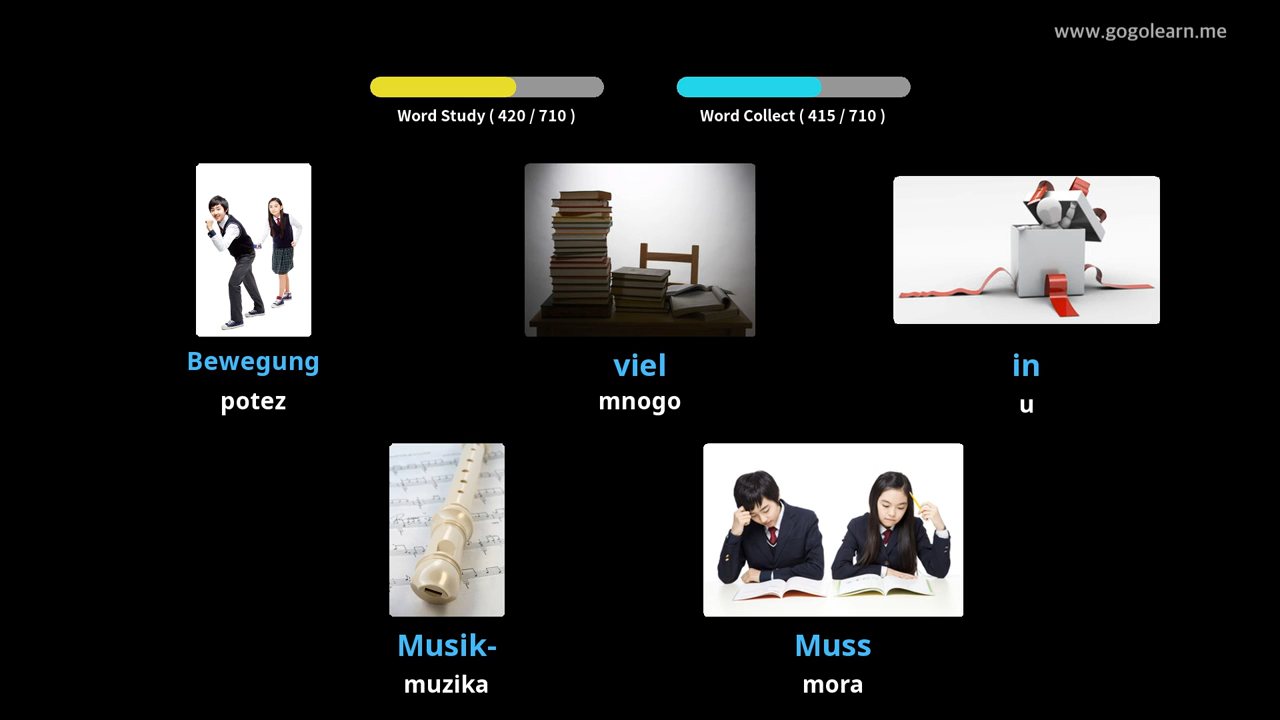 www.gogolearn.me
Word Study ( 420 / 710 )
Word Collect ( 415 / 710 )
Bewegung
potez
viel
mnogo
in
u
Musik-
muzika
Muss
mora